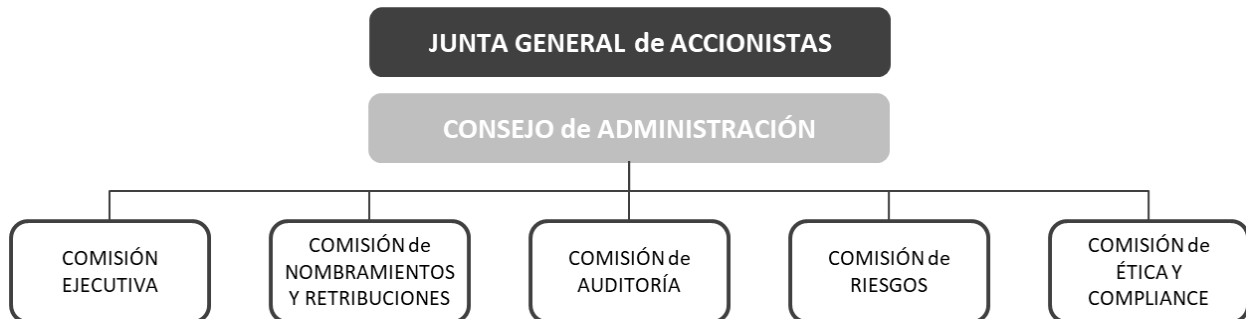 JUNTA GENERAL de ACCIONISTAS
CONSEJO de ADMINISTRACIÓN
COMISIÓN
EJECUTIVA
COMISIÓN de
NOMBRAMIENTOS
Y RETRIBUCIONES
COMISIÓN de
AUDITORÍA
COMISIÓN de
RIESGOS
COMISIÓN de
ÉTICA Y
COMPLIANCE